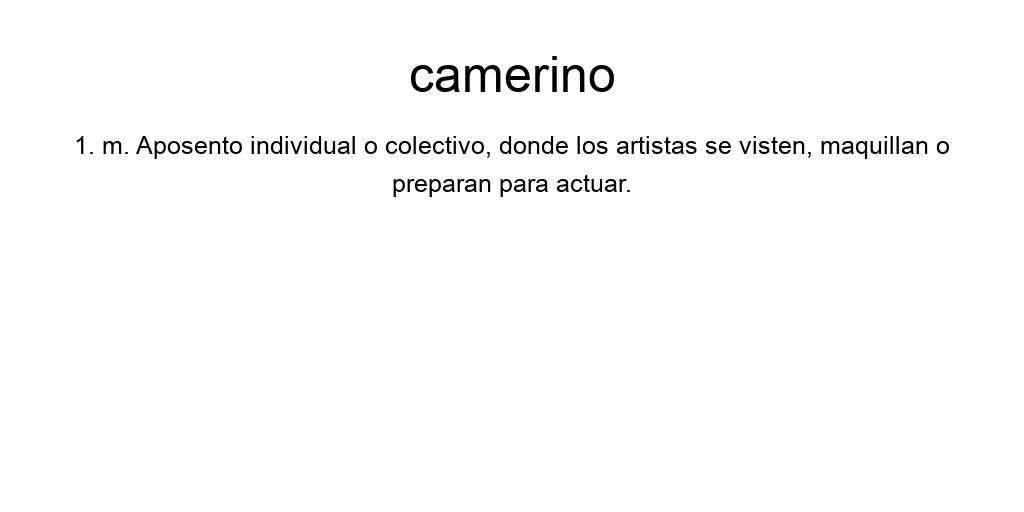 camerino
1. m. Aposento individual o colectivo, donde los artistas se visten, maquillan o
preparan para actuar.